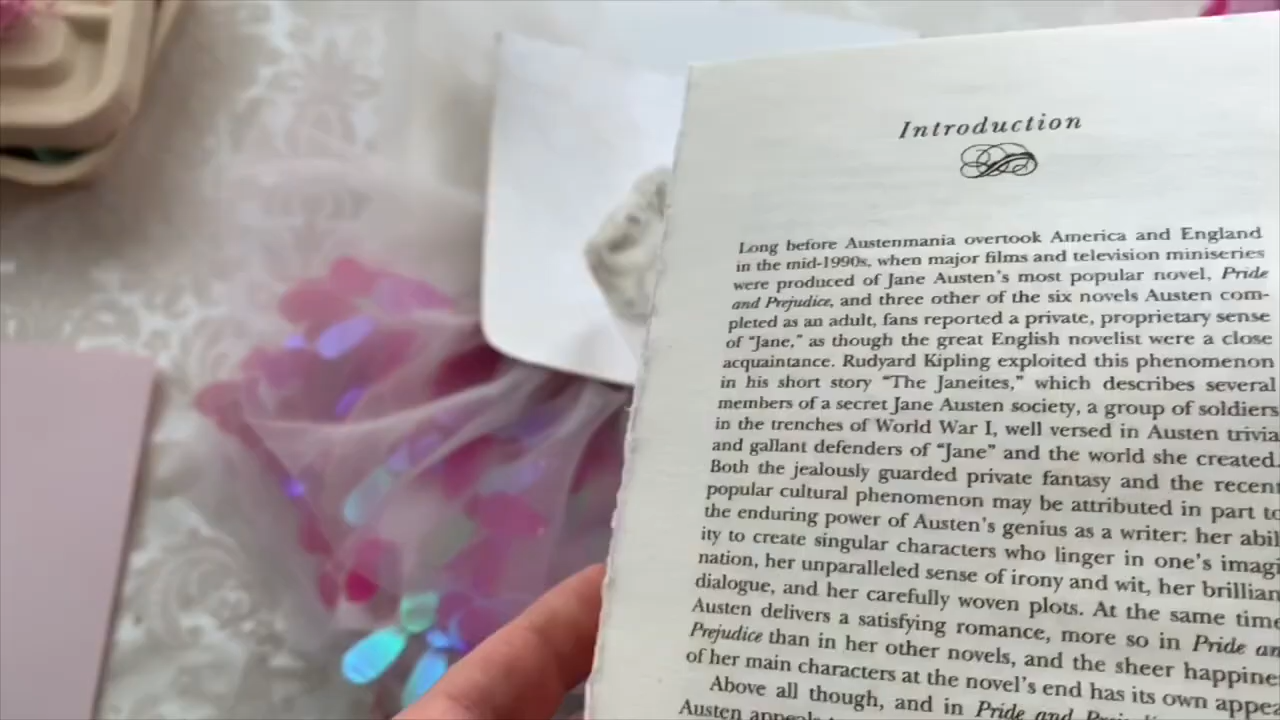 Introduction
Long before Austenmania overtook America and England
in the mid-1990s, when major films and television miniseries
were produced of Jane Austen's most popular novel, Pride
and Prejudice, and three other of the six novels Austen com-
pleted as an adult, fans reported a private, proprietary sense
of "Jane," as though the great English novelist were a close
acquaintance. Rudyard Kipling exploited this phenomenon
in his short story "The Janeites," which describes several
members of a secret Jane Austen society, a group of soldiers
in the trenches of World War I, well versed in Austen trivia
and gallant defenders of "Jane" and the world she created.
Both the jealously guarded private fantasy and the recent
popular cultural phenomenon may be attributed in part to
the enduring power of Austen's genius as a writer: her abil
ity to create singular characters who linger in one's imagi
nation, her unparalleled sense of irony and wit, her brillian
dialogue, and her carefully woven plots. At the same time
Austen delivers a satisfying romance, more so in Pride an
Prejudice than in her other novels, and the sheer happine
of her main characters at the novel's end has its own appea
Above all though, and in Pride and
Austen